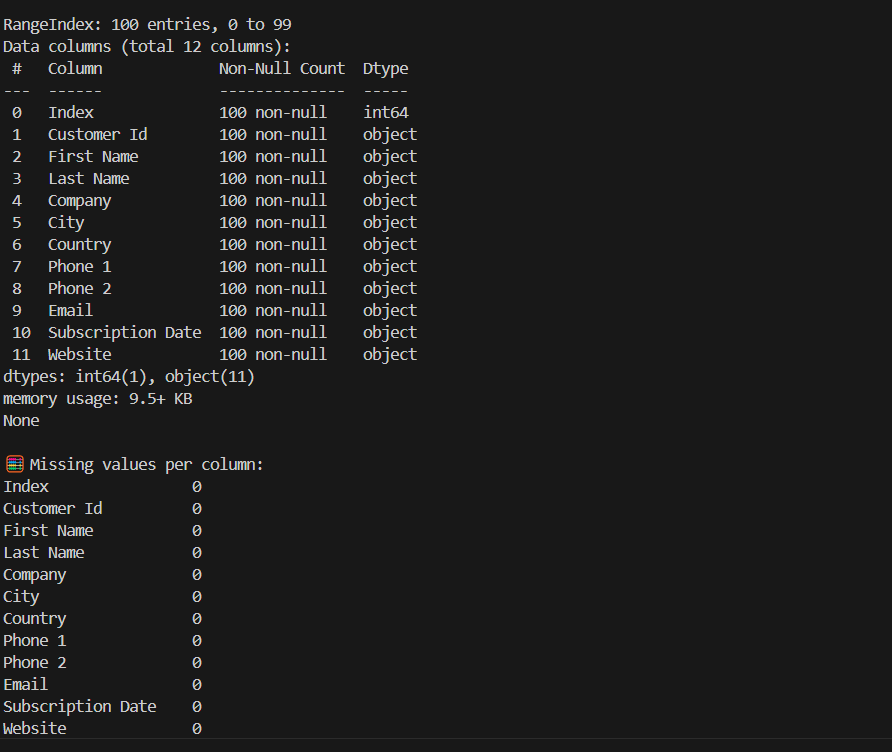 RangeIndex: 100 entries, 0 to 99
Data columns (total 12 columns):
 #   Column             Non-Null Count  Dtype
---  ------             --------------  -----
 0   Index              100 non-null    int64
 1   Customer Id        100 non-null    object
 2   First Name         100 non-null    object
 3   Last Name          100 non-null    object
 4   Company            100 non-null    object
 5   City               100 non-null    object
 6   Country            100 non-null    object
 7   Phone 1            100 non-null    object
 8   Phone 2            100 non-null    object
 9   Email              100 non-null    object
 10  Subscription Date  100 non-null    object
 11  Website            100 non-null    object
dtypes: int64(1), object(11)
memory usage: 9.5+ KB
None

🧮 Missing values per column:
Index                0
Customer Id          0
First Name           0
Last Name            0
Company              0
City                 0
Country              0
Phone 1              0
Phone 2              0
Email                0
Subscription Date    0
Website              0